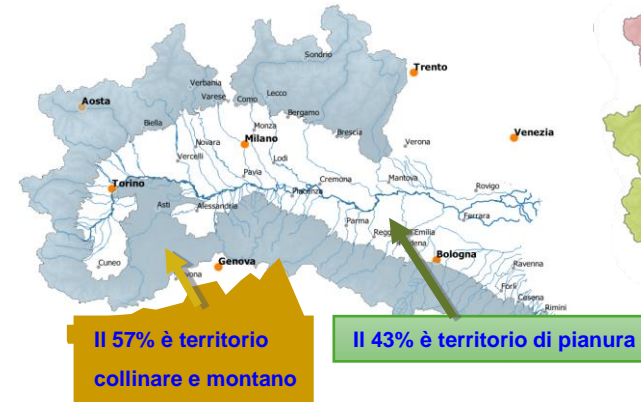 Sondrio
Trento
Verbania
Varese
Como
Lecco
Aosta
Bergamo
Biella
Monza
Brescia
Venezia
Novara
Milano
Verona
Vercelli
Lodi
Pavia
Cremona
Mantova
Torino
Piacenza
Rovigo
Asti
Alessandria
Ferrara
Parma
Emilia
Cuneo
Genova
Bologna
Ravenna
Forlì
Cesena
Rimini
Il 57% è territorio
collinare e montano
Il 43% è territorio di pianura